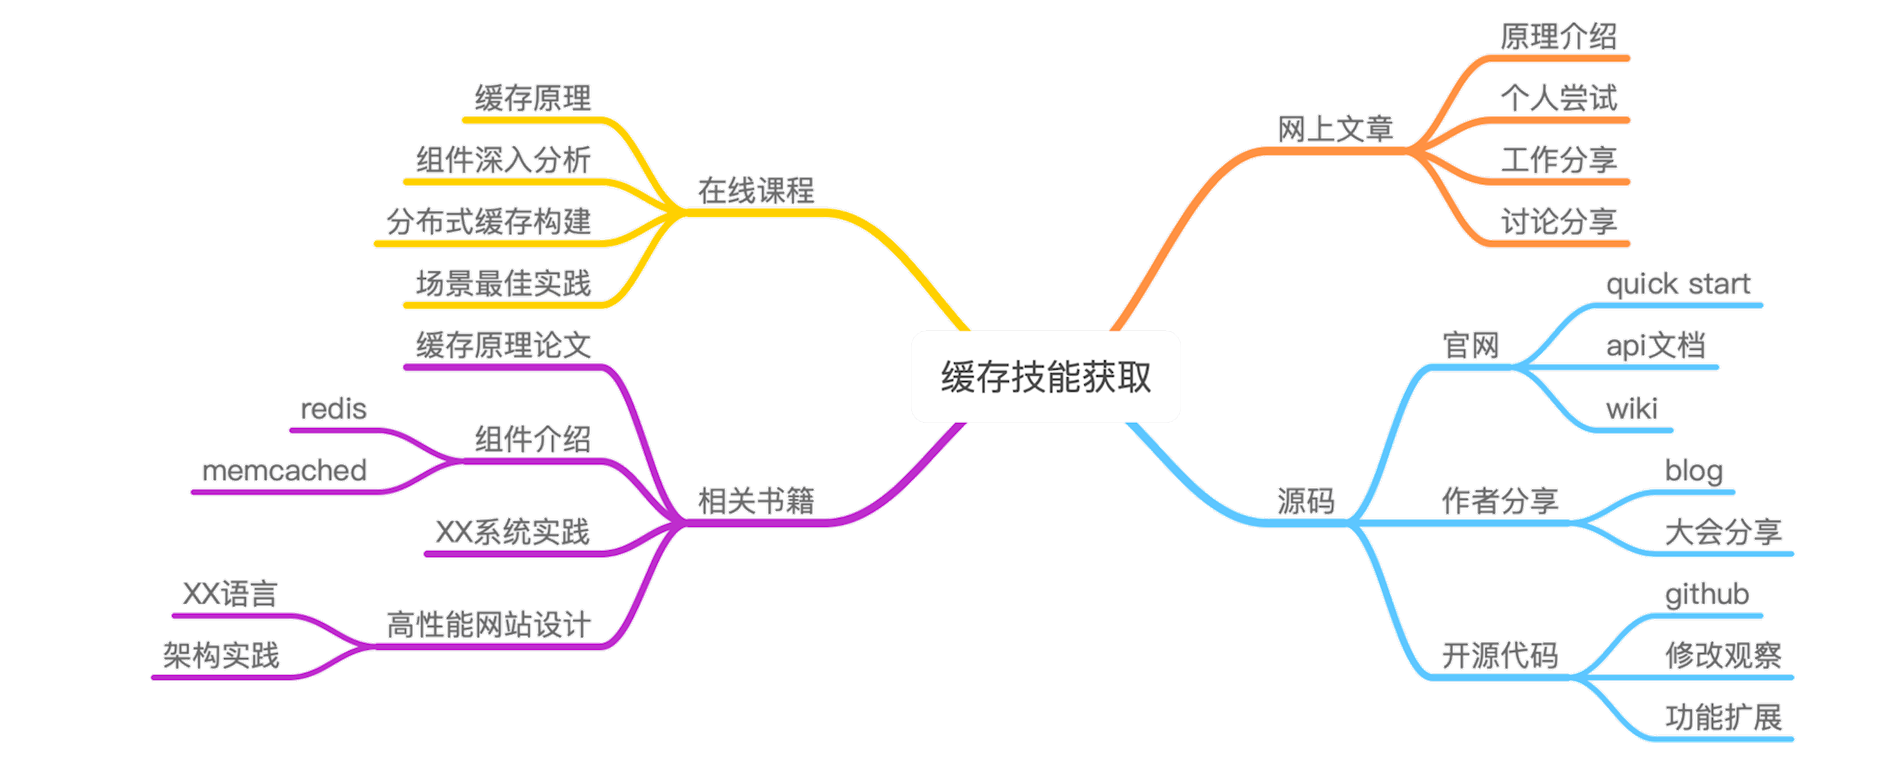 缓存技能获取
网上文章
原理介绍
个人尝试
工作分享
讨论分享
源码
官网
quick start
api文档
wiki
作者分享
blog
大会分享
开源代码
github
修改观察
功能扩展
在线课程
缓存原理
组件深入分析
分布式缓存构建
场景最佳实践
相关书籍
缓存原理论文
组件介绍
redis
memcached
XX系统实践
高性能网站设计
XX语言
架构实践